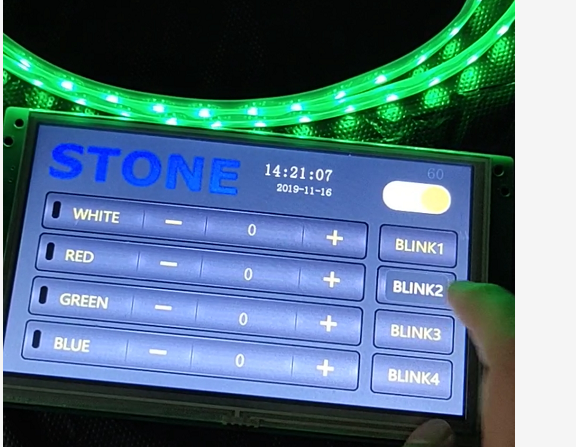 STONE
14:21:07
2019-11-16
60
WHITE — 0 +
BLINK1
RED — 0 +
BLINK2
GREEN — 0 +
BLINK3
BLUE — 0 +
BLINK4